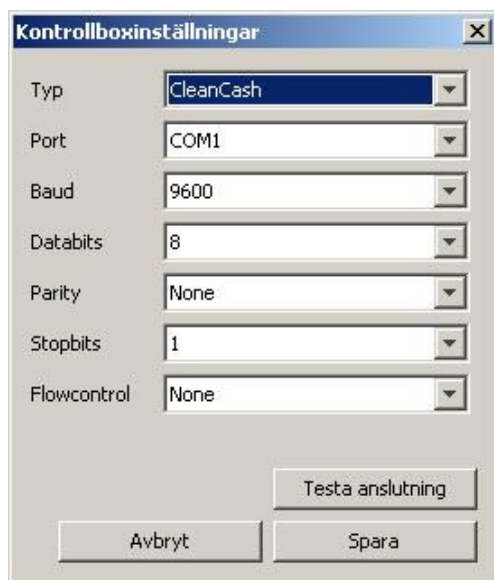 Kontrollboxinställningar
Typ CleanCash
Port COM1
Baud 9600
Databits 8
Parity None
Stopbits 1
Flowcontrol None
Testa anslutning
Avbryt Spara